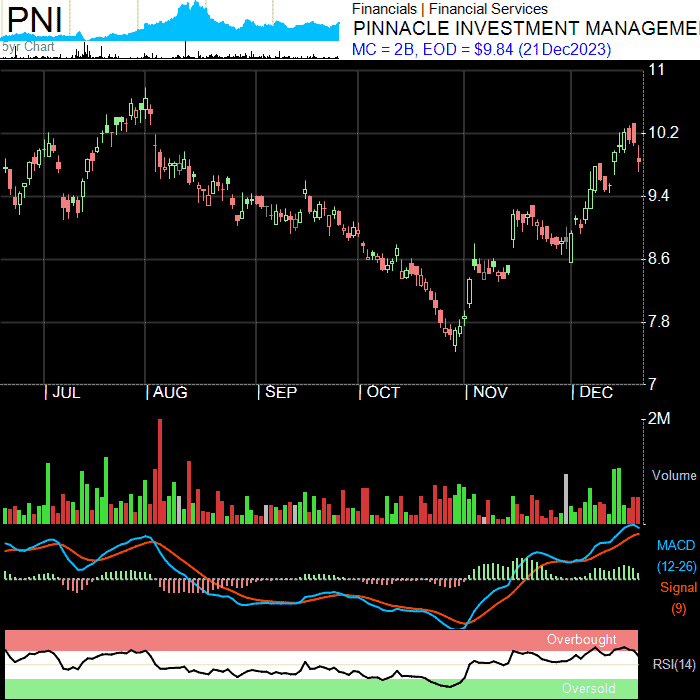 PNI
Financials | Financial Services
PINNACLE INVESTMENT MANAGEME
5yr Chart
MC = 2B, EOD = $9.84 (21Dec2023)
11
10.2
9.4
8.6
7.8
7
| JUL | AUG | SEP | OCT | NOV | DEC
2M
Volume
MACD
(12-26)
Signal
(9)
Overbought
RSI(14)
Oversold